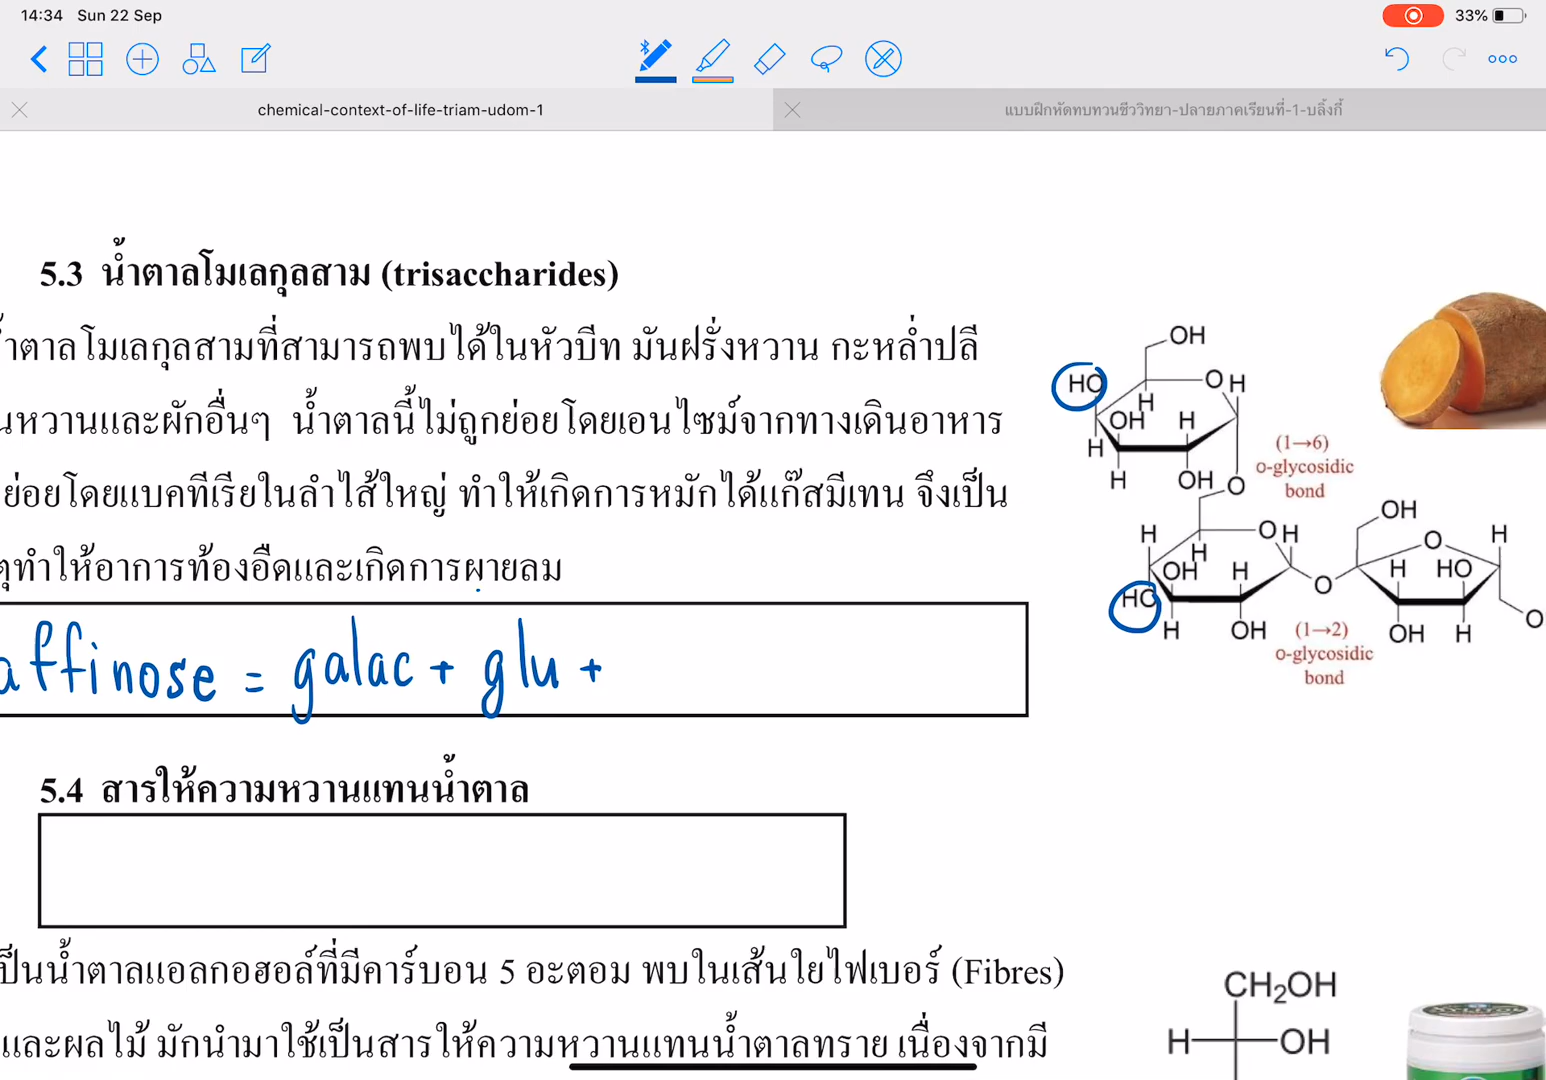 14:34 Sun 22 Sep
33%
chemical-context-of-life-triam-udom-1
แบบฝึกหัดทบทวนชีววิทยา-ปลายภาคเรียนที่-1-บลิ้งกี้
5.3 น้ำตาลโมเลกุลสาม (trisaccharides)
้ำตาลโมเลกุลสามที่สามารถพบได้ในหัวบีท มันฝรั่งหวาน กะหล่ำปลี
นหวานและผักอื่นๆ น้ำตาลนี้ไม่ถูกย่อยโดยเอนไซม์จากทางเดินอาหาร
ย่อยโดยแบคทีเรียในลำไส้ใหญ่ ทำให้เกิดการหมักได้แก๊สมีเทน จึงเป็น
ตุทำให้อาการท้องอืดและเกิดการผายลม
affinose = galac + glu +
OH
HO
O H
H
OH H
H
H
OH
O
(1→6)
o-glycosidic
bond
H
O H
H
OH H
HO
H
OH
O
OH
O
H
H HO
OH H
O
(1→2)
o-glycosidic
bond
5.4 สารให้ความหวานแทนน้ำตาล
ป็นน้ำตาลแอลกอฮอล์ที่มีคาร์บอน 5 อะตอม พบในเส้นใยไฟเบอร์ (Fibres)
และผลไม้ มักนำมาใช้เป็นสารให้ความหวานแทนน้ำตาลทราย เนื่องจากมี
CH₂OH
H OH